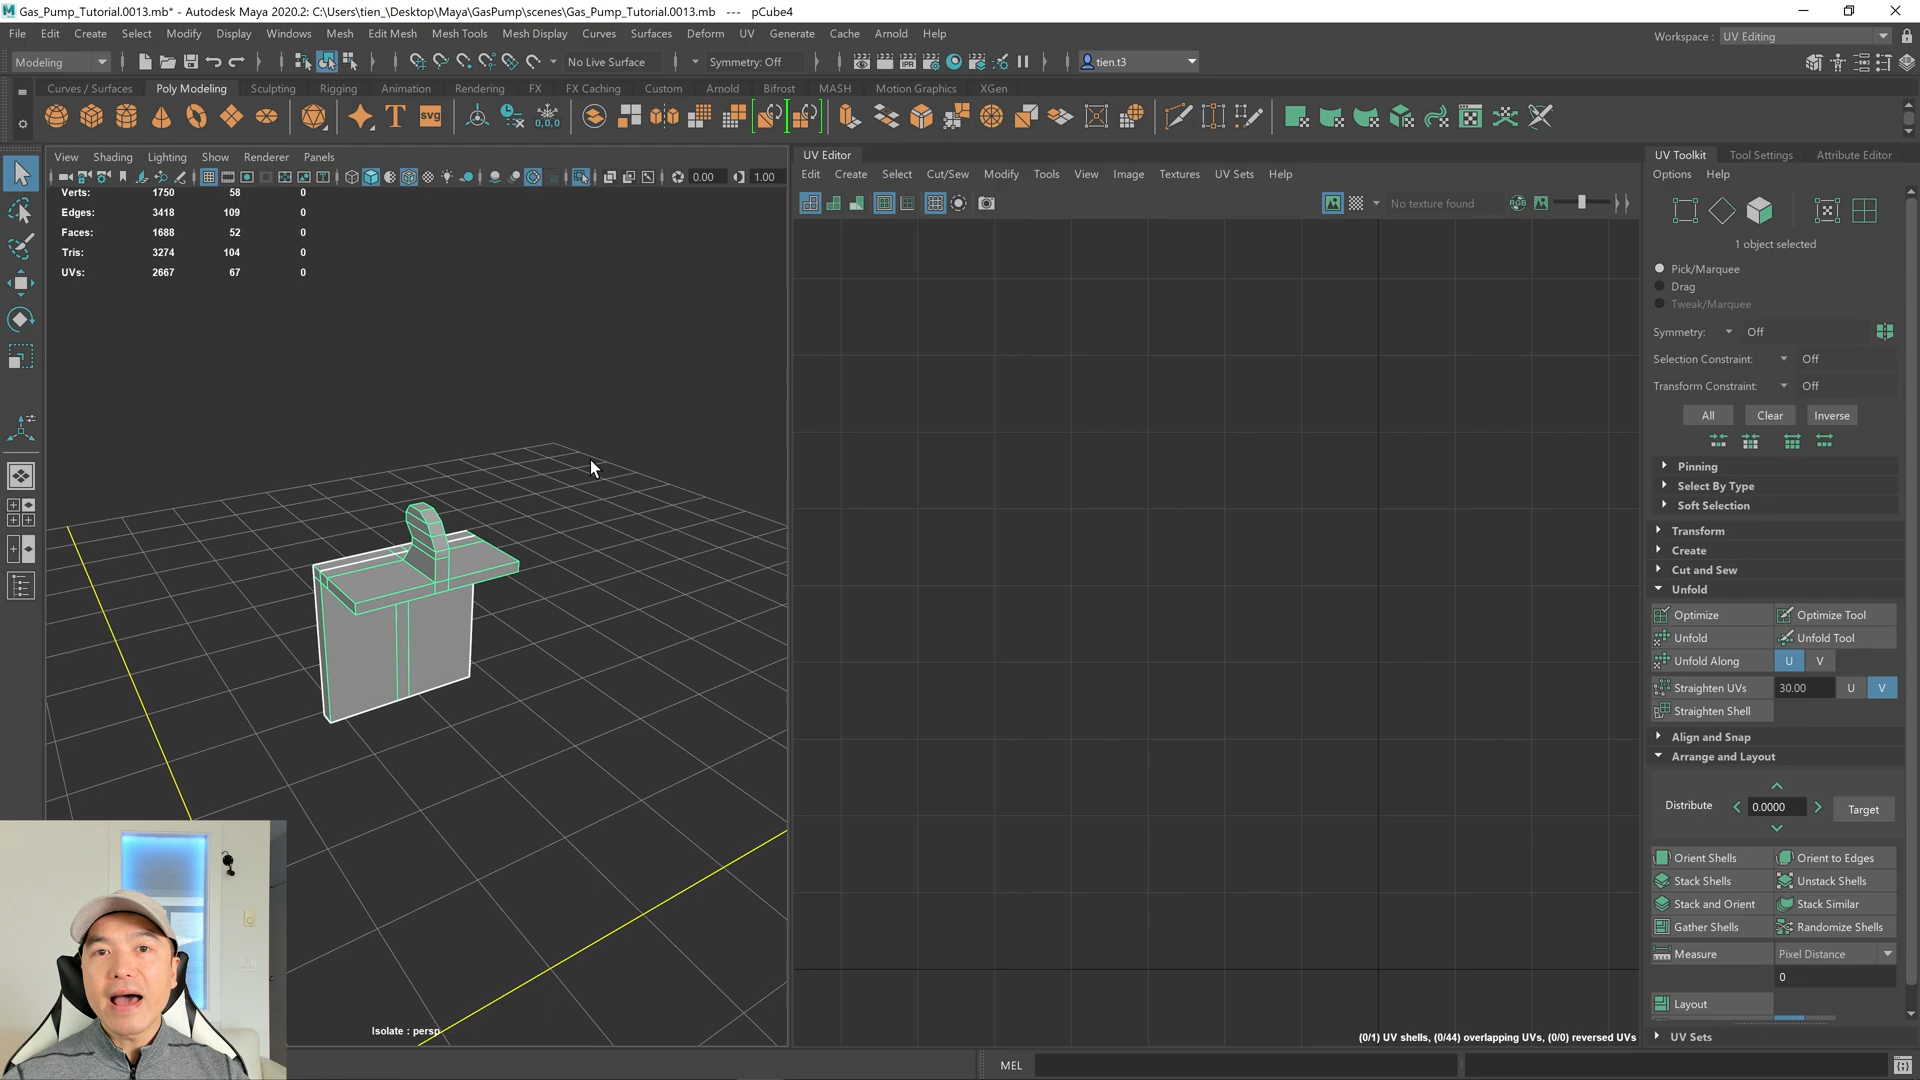 Gas_Pump_Tutorial.0013.mb* - Autodesk Maya 2020.2: C:\Users\tien_\Desktop\Maya\GasPump\scenes\Gas_Pump_Tutorial.0013.mb --- pCube4
File Edit Create Select Modify Display Windows Mesh Edit Mesh Mesh Tools Mesh Display Curves Surfaces Deform UV Generate Cache Arnold Help
Workspace : UV Editing
Modeling No Live Surface Symmetry: Off tien.t3
Curves / Surfaces Poly Modeling Sculpting Rigging Animation Rendering FX FX Caching Custom Arnold Bifrost MASH Motion Graphics XGen
T svg 0,0,0
View Shading Lighting Show Renderer Panels
0.00 1.00
Verts: 1750 58 0
Edges: 3418 109 0
Faces: 1688 52 0
Tris: 3274 104 0
UVs: 2667 67 0
Isolate : persp
UV Editor
Edit Create Select Cut/Sew Modify Tools View Image Textures UV Sets Help
No texture found RGB
(0/1) UV shells, (0/44) overlapping UVs, (0/0) reversed UVs
UV Toolkit Tool Settings Attribute Editor
Options Help
1 object selected
Pick/Marquee
Drag
Tweak/Marquee
Symmetry: Off
Selection Constraint: Off
Transform Constraint: Off
All Clear Inverse
Pinning
Select By Type
Soft Selection
Transform
Create
Cut and Sew
Unfold
Optimize Optimize Tool
Unfold Unfold Tool
Unfold Along U V
Straighten UVs 30.00 U V
Straighten Shell
Align and Snap
Arrange and Layout
Distribute 0.0000 Target
Orient Shells Orient to Edges
Stack Shells Unstack Shells
Stack and Orient Stack Similar
Gather Shells Randomize Shells
Measure Pixel Distance
0
Layout
UV Sets
MEL